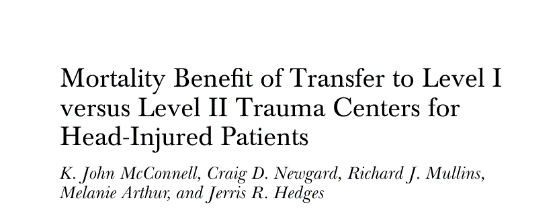 Mortality Benefit of Transfer to Level I
versus Level II Trauma Centers for
Head-Injured Patients
K. John McConnell, Craig D. Newgard, Richard J. Mullins,
Melanie Arthur, and Jerris R. Hedges